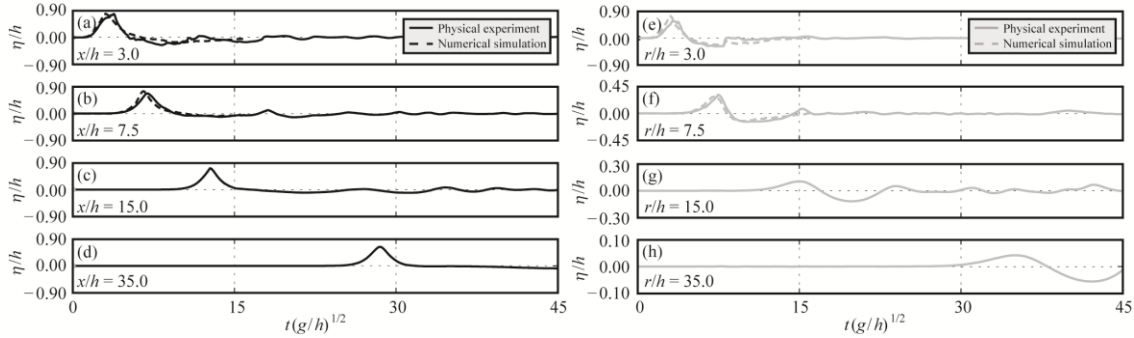 0.90
η/h
0.00
−0.90
(a)
x/h = 3.0
Physical experiment
Numerical simulation
0.90
η/h
0.00
−0.90
(b)
x/h = 7.5
0.90
η/h
0.00
−0.90
(c)
x/h = 15.0
0.90
η/h
0.00
−0.90
(d)
x/h = 35.0
0 15 30 45
t(g/h)^1/2
0.90
η/h
0.00
−0.90
(e)
r/h = 3.0
Physical experiment
Numerical simulation
0.45
η/h
0.00
−0.45
(f)
r/h = 7.5
0.30
η/h
0.00
−0.30
(g)
r/h = 15.0
0.10
η/h
0.00
−0.10
(h)
r/h = 35.0
0 15 30 45
t(g/h)^1/2